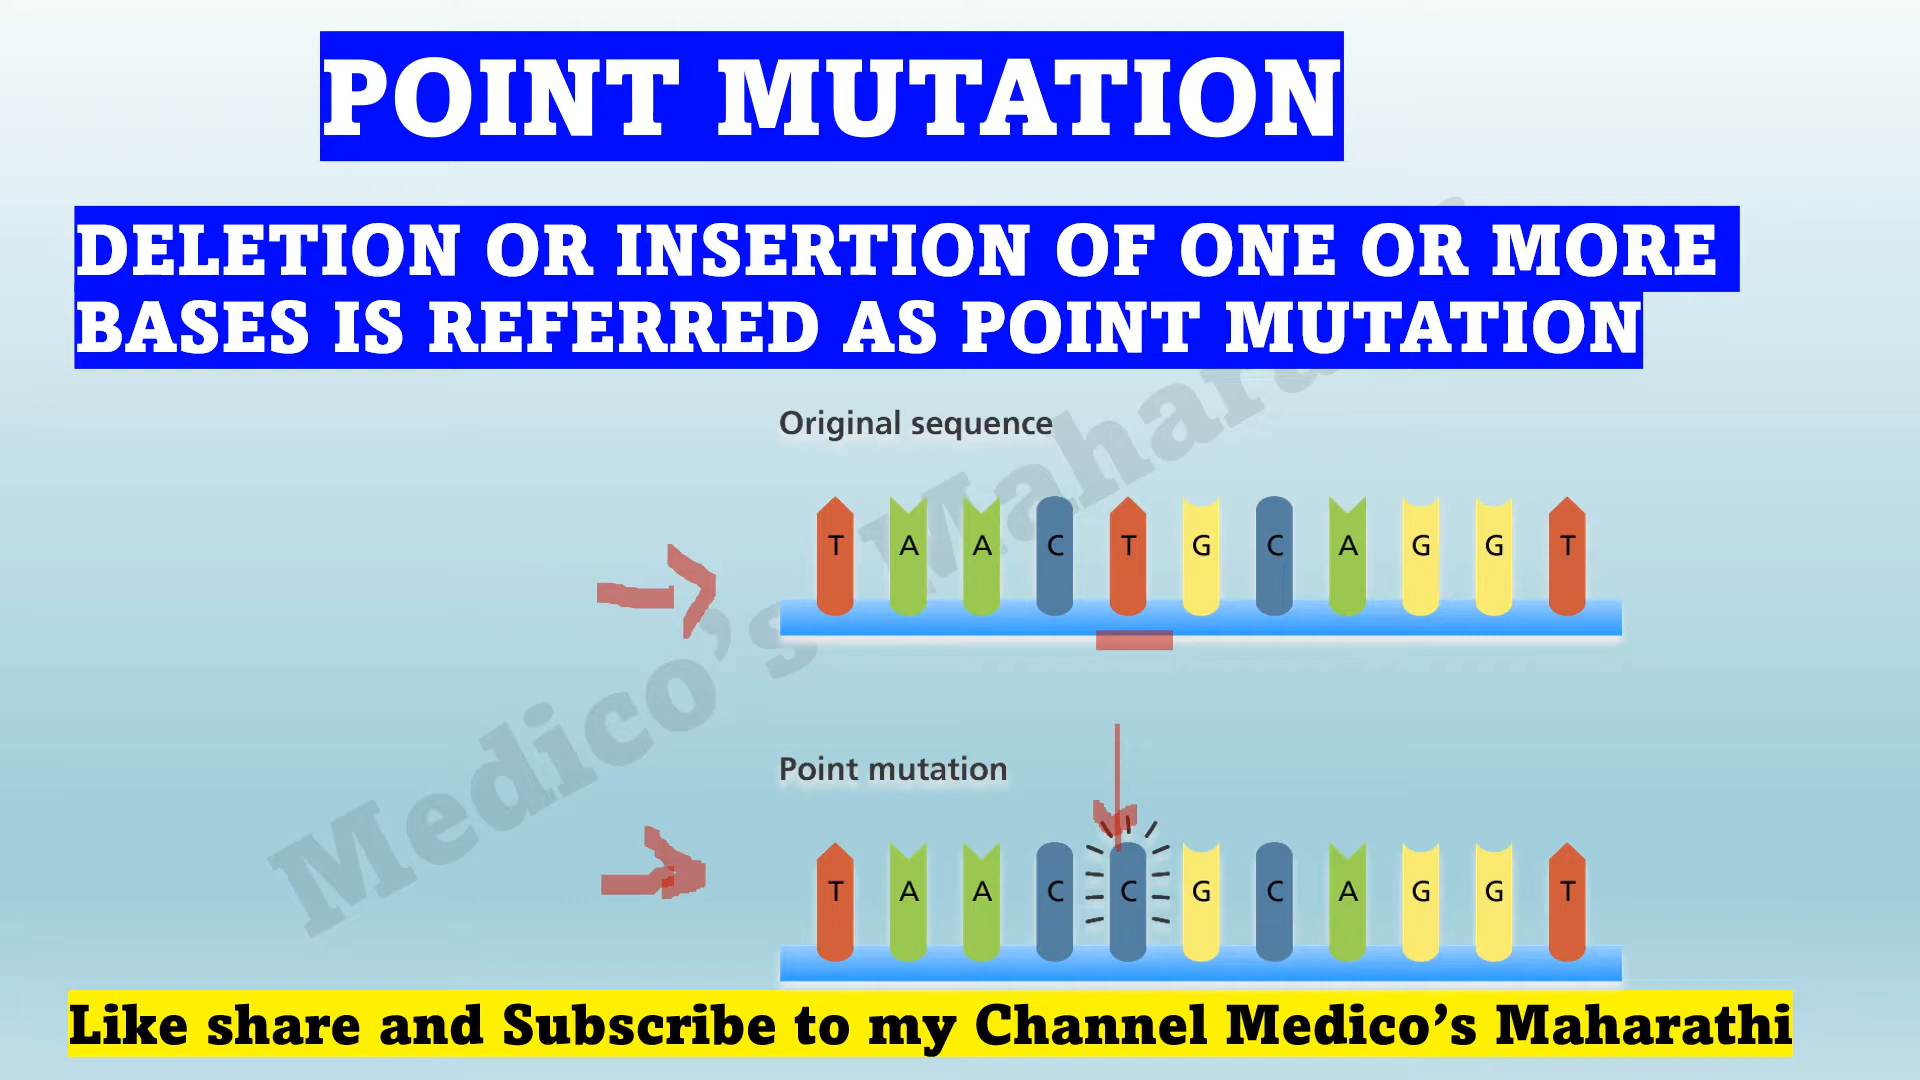 POINT MUTATION
DELETION OR INSERTION OF ONE OR MORE
BASES IS REFERRED AS POINT MUTATION
Original sequence
T A A C T G C A G G T
Point mutation
T A A C C G C A G G T
Medico's Mahara
Like share and Subscribe to my Channel Medico's Maharathi